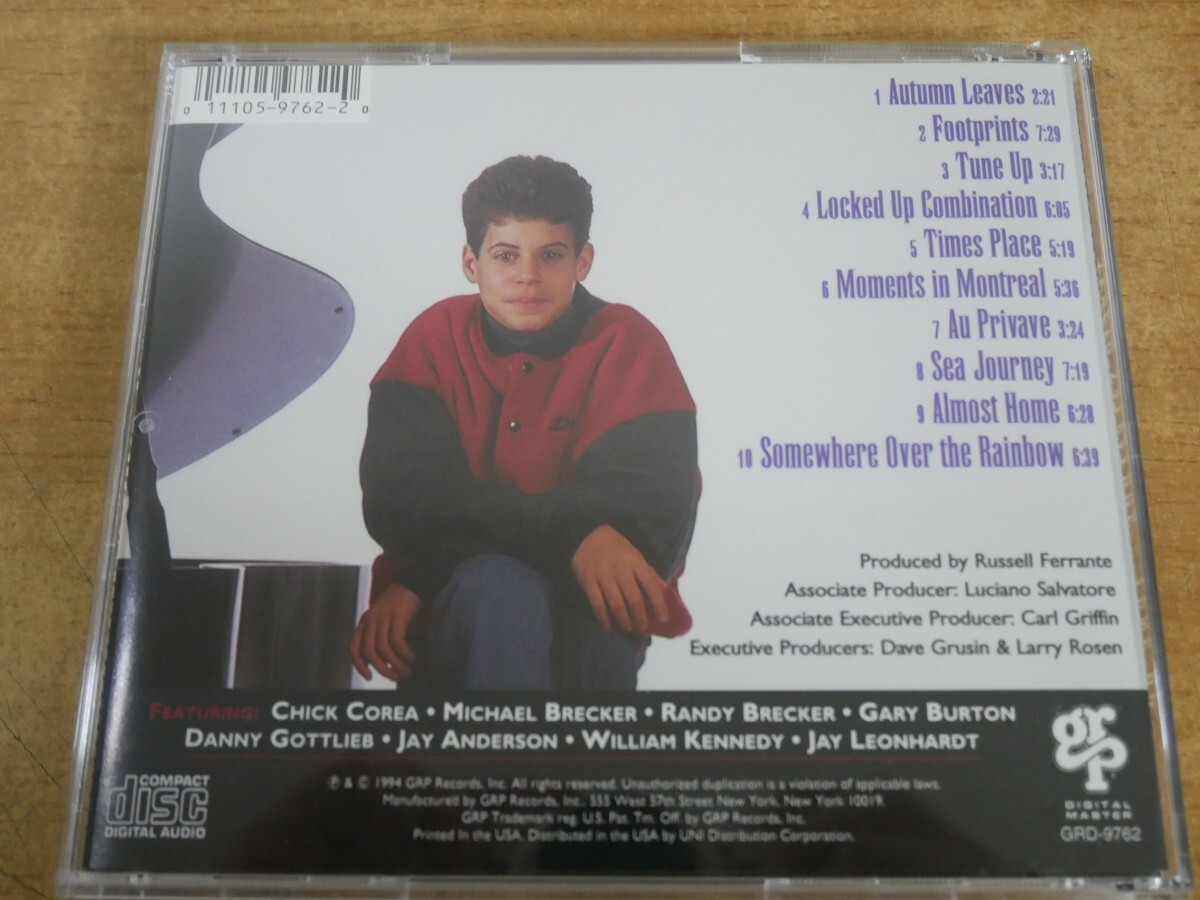 0 11105-9762-2 0
1 Autumn Leaves 2:21
2 Footprints 7:29
3 Tune Up 3:17
4 Locked Up Combination 6:05
5 Times Place 5:19
6 Moments in Montreal 5:36
7 Au Privave 3:24
8 Sea Journey 7:19
9 Almost Home 6:28
10 Somewhere Over the Rainbow 6:39
Produced by Russell Ferrante
Associate Producer: Luciano Salvatore
Associate Executive Producer: Carl Griffin
Executive Producers: Dave Grusin & Larry Rosen
FEATURING: CHICK COREA • MICHAEL BRECKER • RANDY BRECKER • GARY BURTON
DANNY GOTTLIEB • JAY ANDERSON • WILLIAM KENNEDY • JAY LEONHARDT
℗ & © 1994 GRP Records, Inc. All rights reserved. Unauthorized duplication is a violation of applicable laws.
Manufactured by GRP Records, Inc., 555 West 57th Street New York, New York 10019.
GRP Trademark reg. U.S. Pat. Tm. Off. by GRP Records, Inc.
Printed in the USA. Distributed in the USA by UNI Distribution Corporation.
COMPACT
disc
DIGITAL AUDIO
grp
DIGITAL
MASTER
GRD-9762